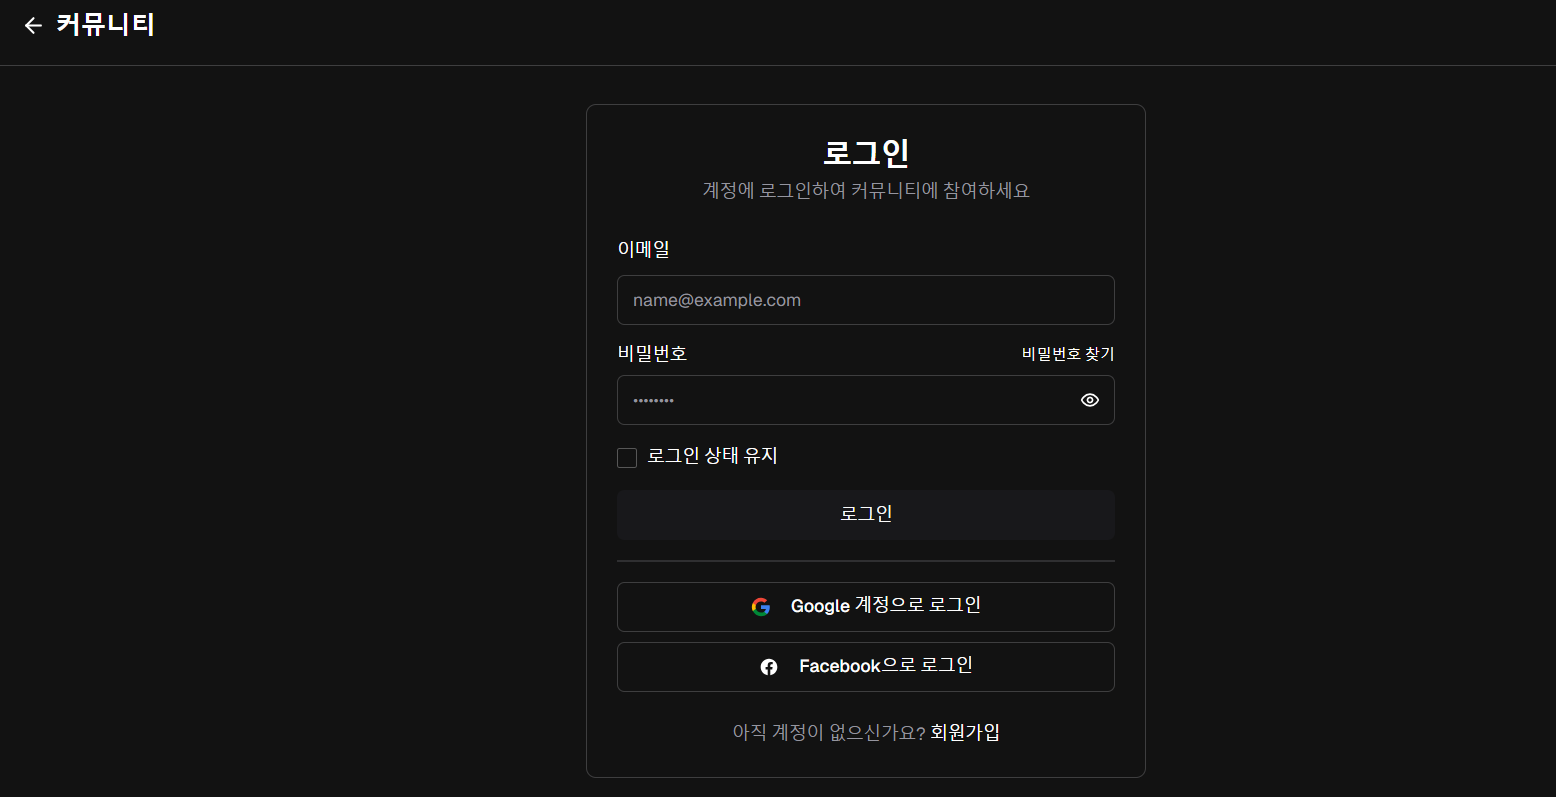 커뮤니티
로그인
계정에 로그인하여 커뮤니티에 참여하세요
이메일
name@example.com
비밀번호 비밀번호 찾기
••••••••
로그인 상태 유지
로그인
Google 계정으로 로그인
Facebook으로 로그인
아직 계정이 없으신가요? 회원가입